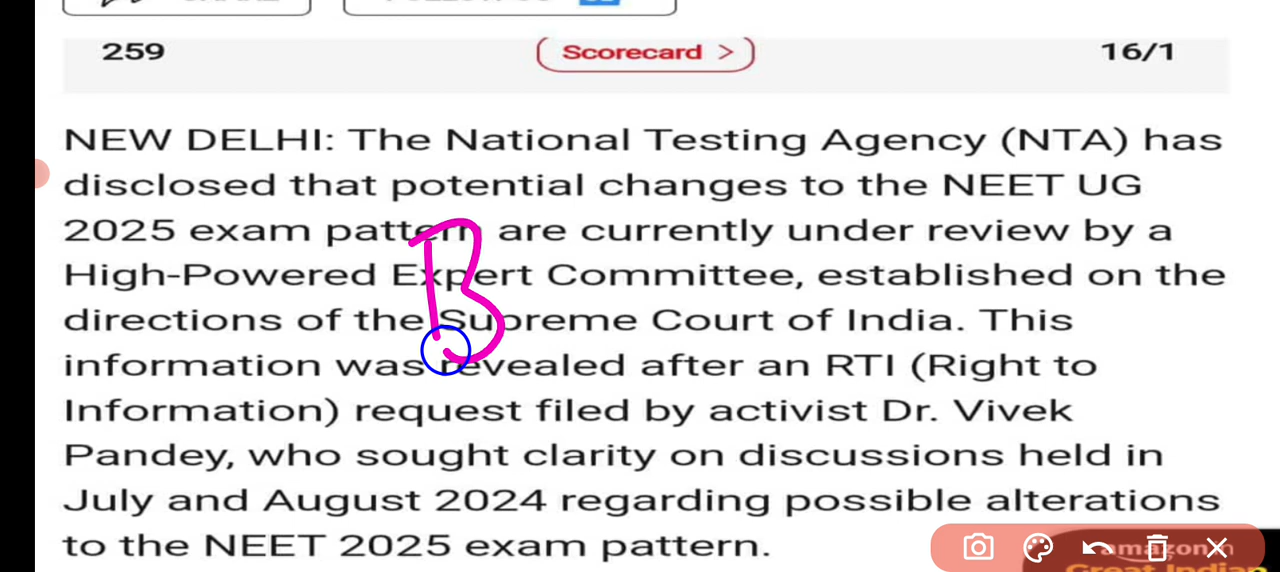 259 Scorecard > 16/1
NEW DELHI: The National Testing Agency (NTA) has
disclosed that potential changes to the NEET UG
2025 exam pattern are currently under review by a
High-Powered Expert Committee, established on the
directions of the Supreme Court of India. This
information was revealed after an RTI (Right to
Information) request filed by activist Dr. Vivek
Pandey, who sought clarity on discussions held in
July and August 2024 regarding possible alterations
to the NEET 2025 exam pattern.
B
amazon.in
Great Indian